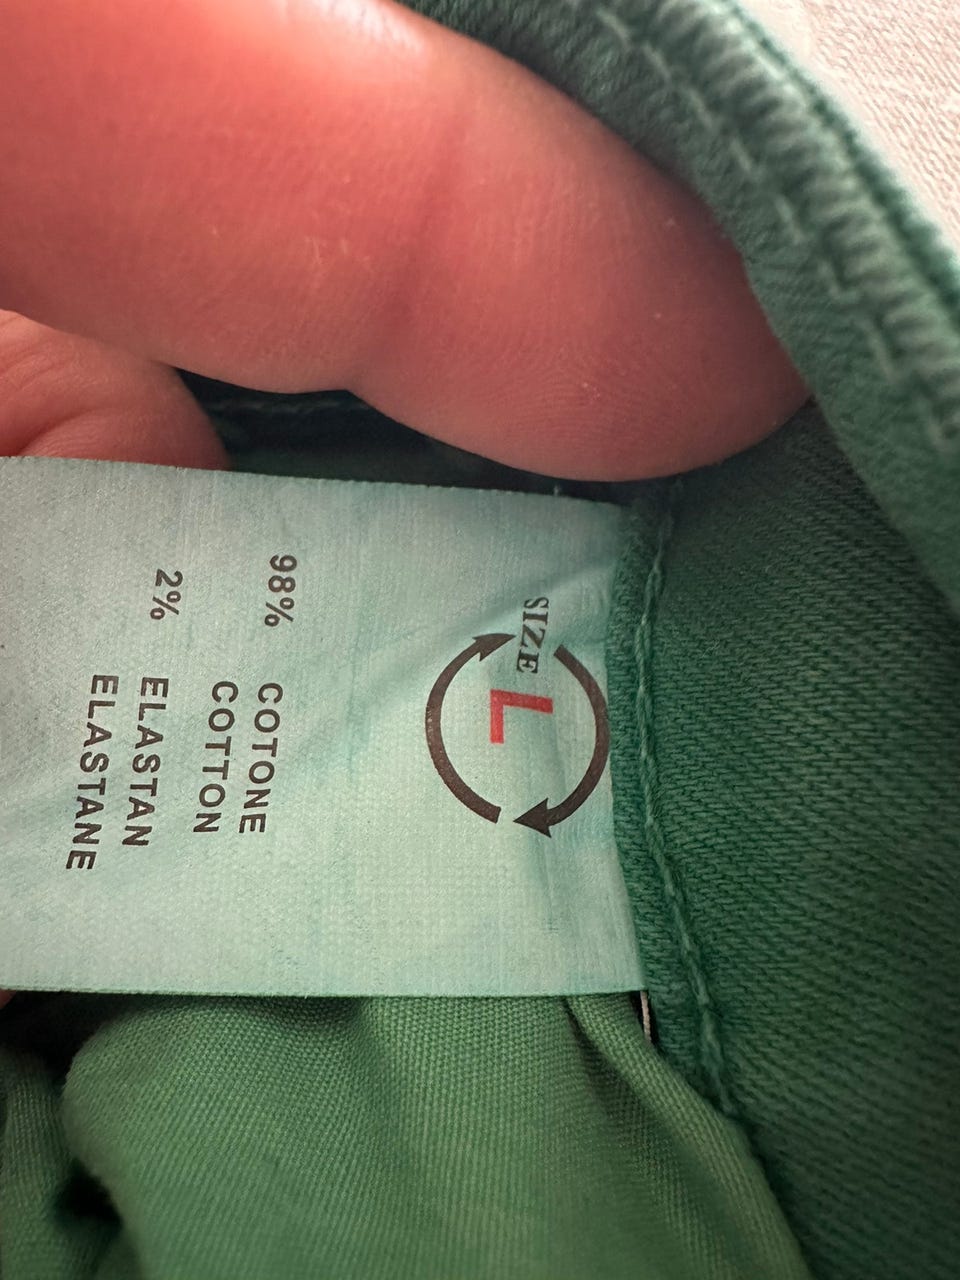 SIZE
L
98% COTONE
COTTON
2% ELASTAN
ELASTANE